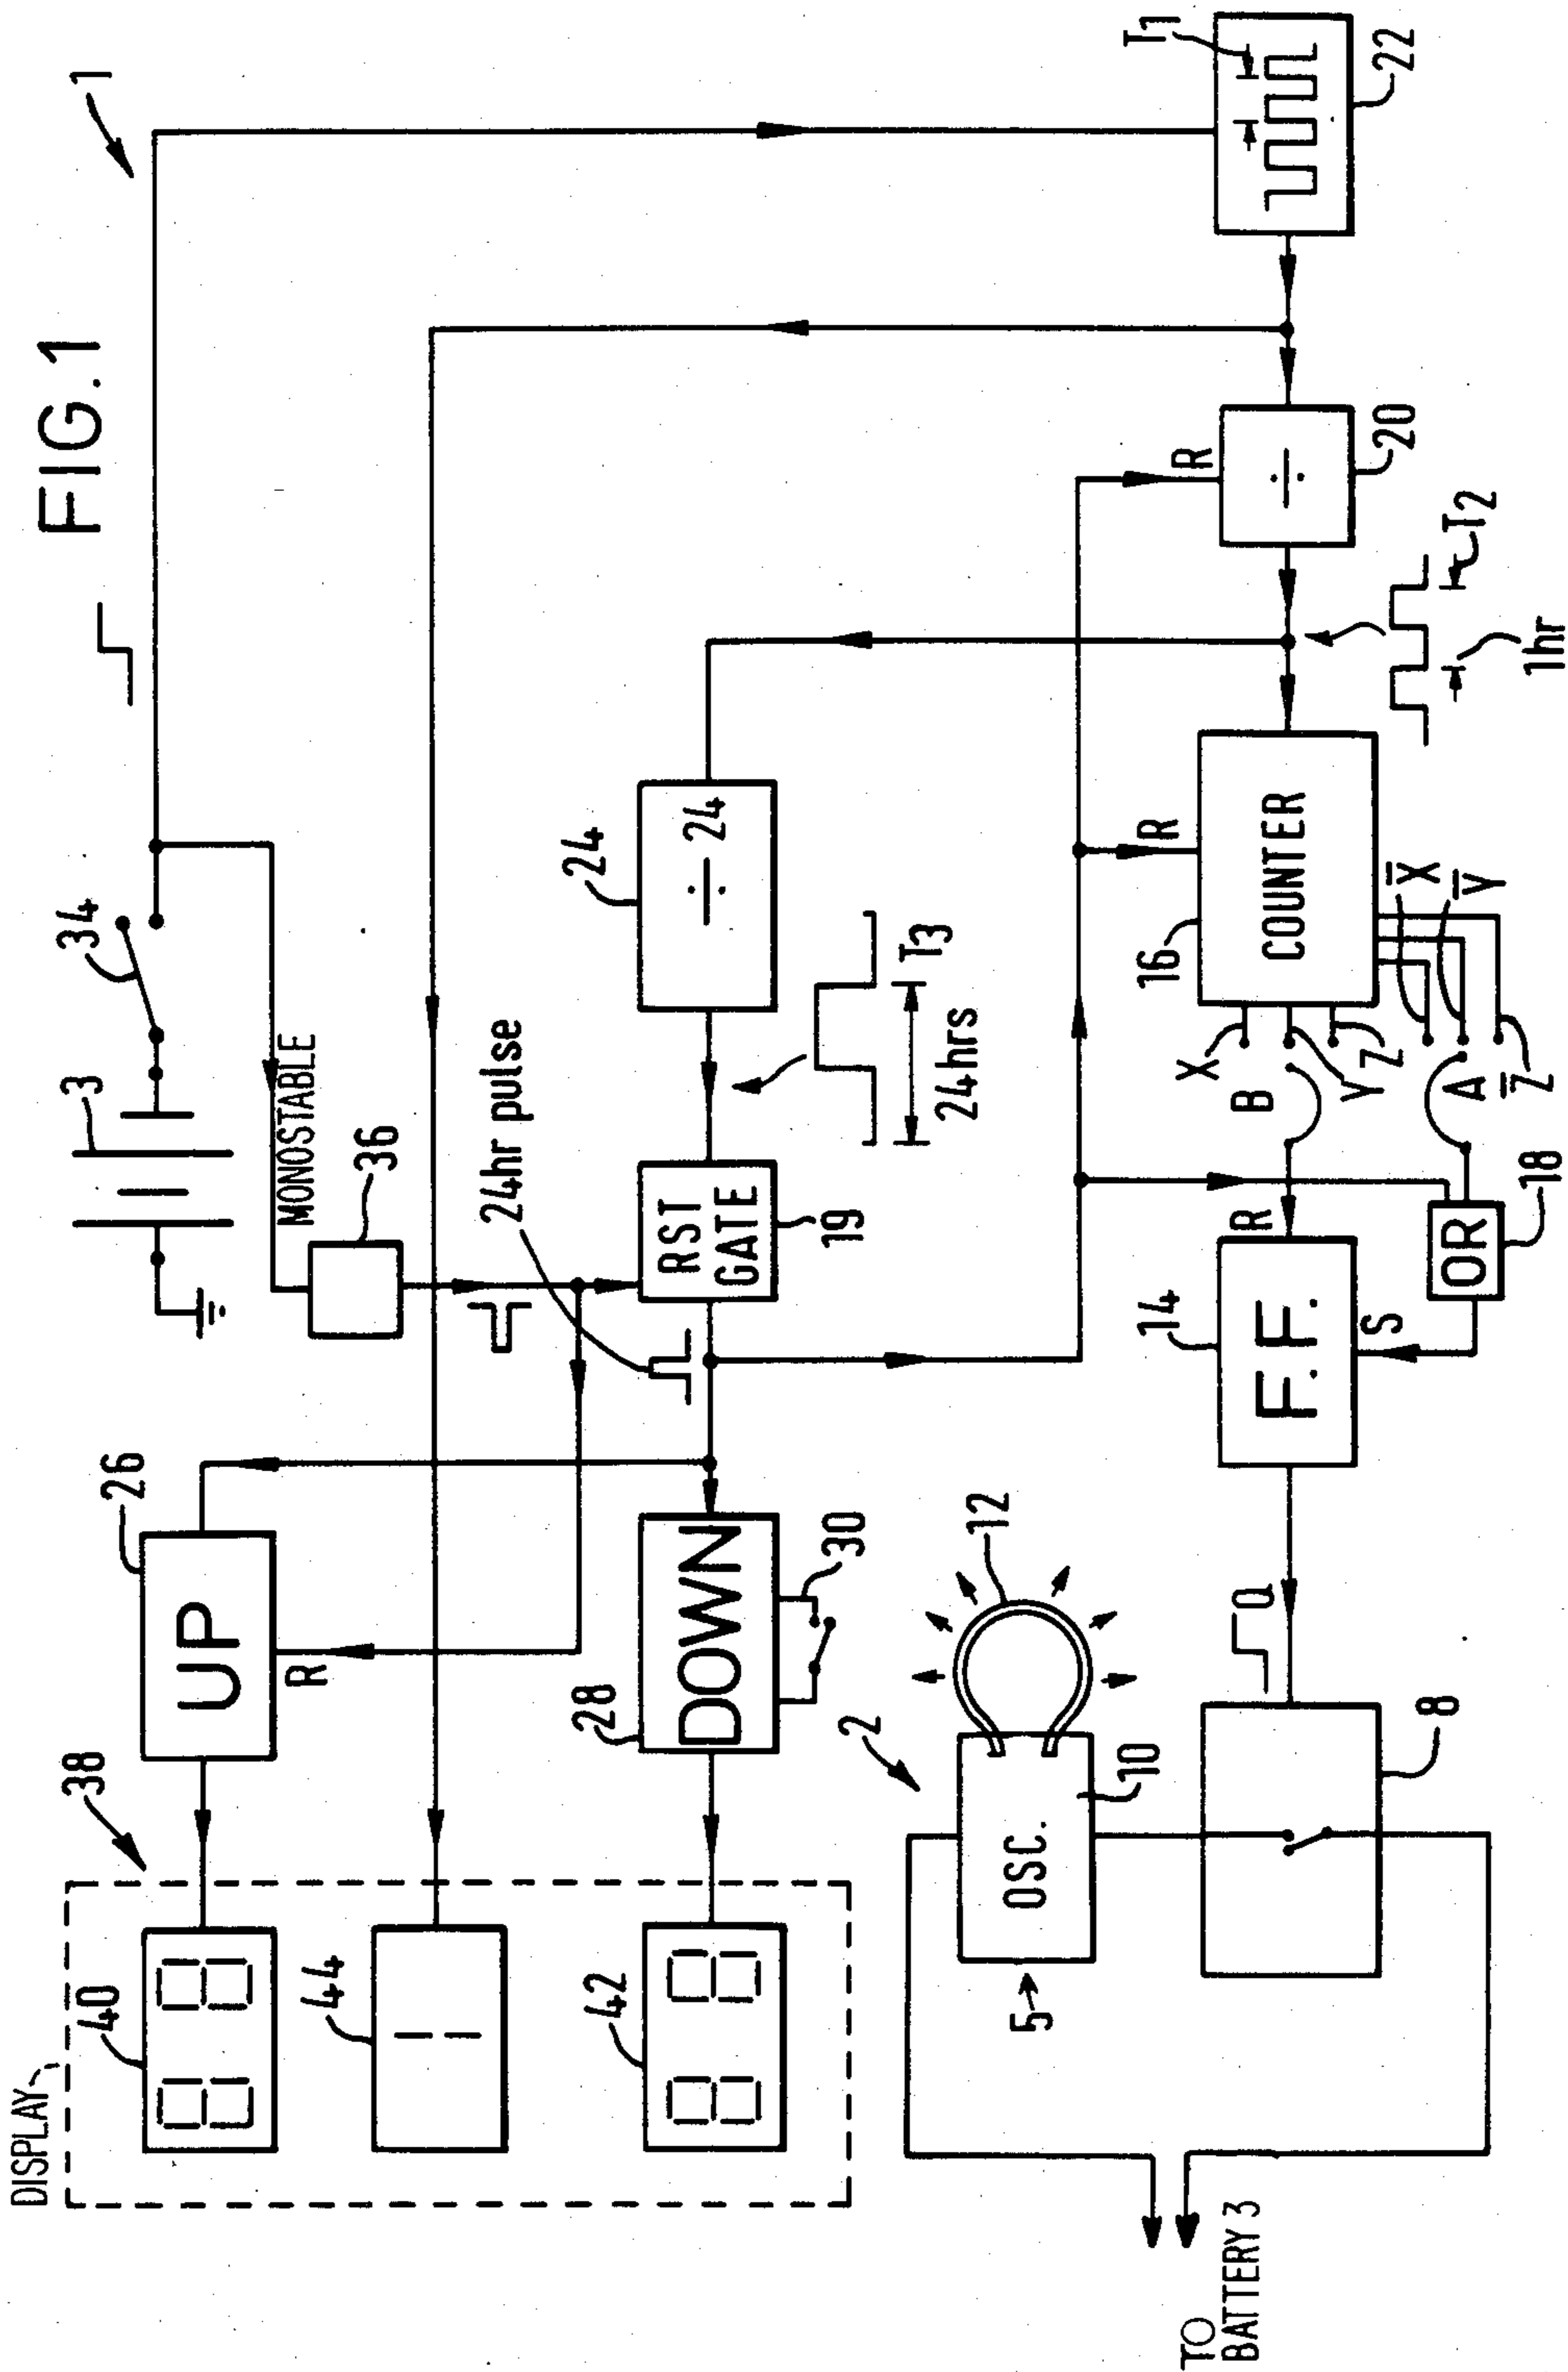 FIG.1
1
34
3
MONOSTABLE
36
26
UP
R
38
DISPLAY
40
44
42
24
÷ 24
T3
24hrs
24hr pulse
RST
GATE
19
DOWN
28
30
T1
22
R
÷
20
T2
1hr
R
COUNTER
16
X
Y
Z
X̅
Y̅
Z̅
B
A
OR
18
R
F.F.
14
S
Q
12
2
OSC.
10
5
8
TO
BATTERY 3